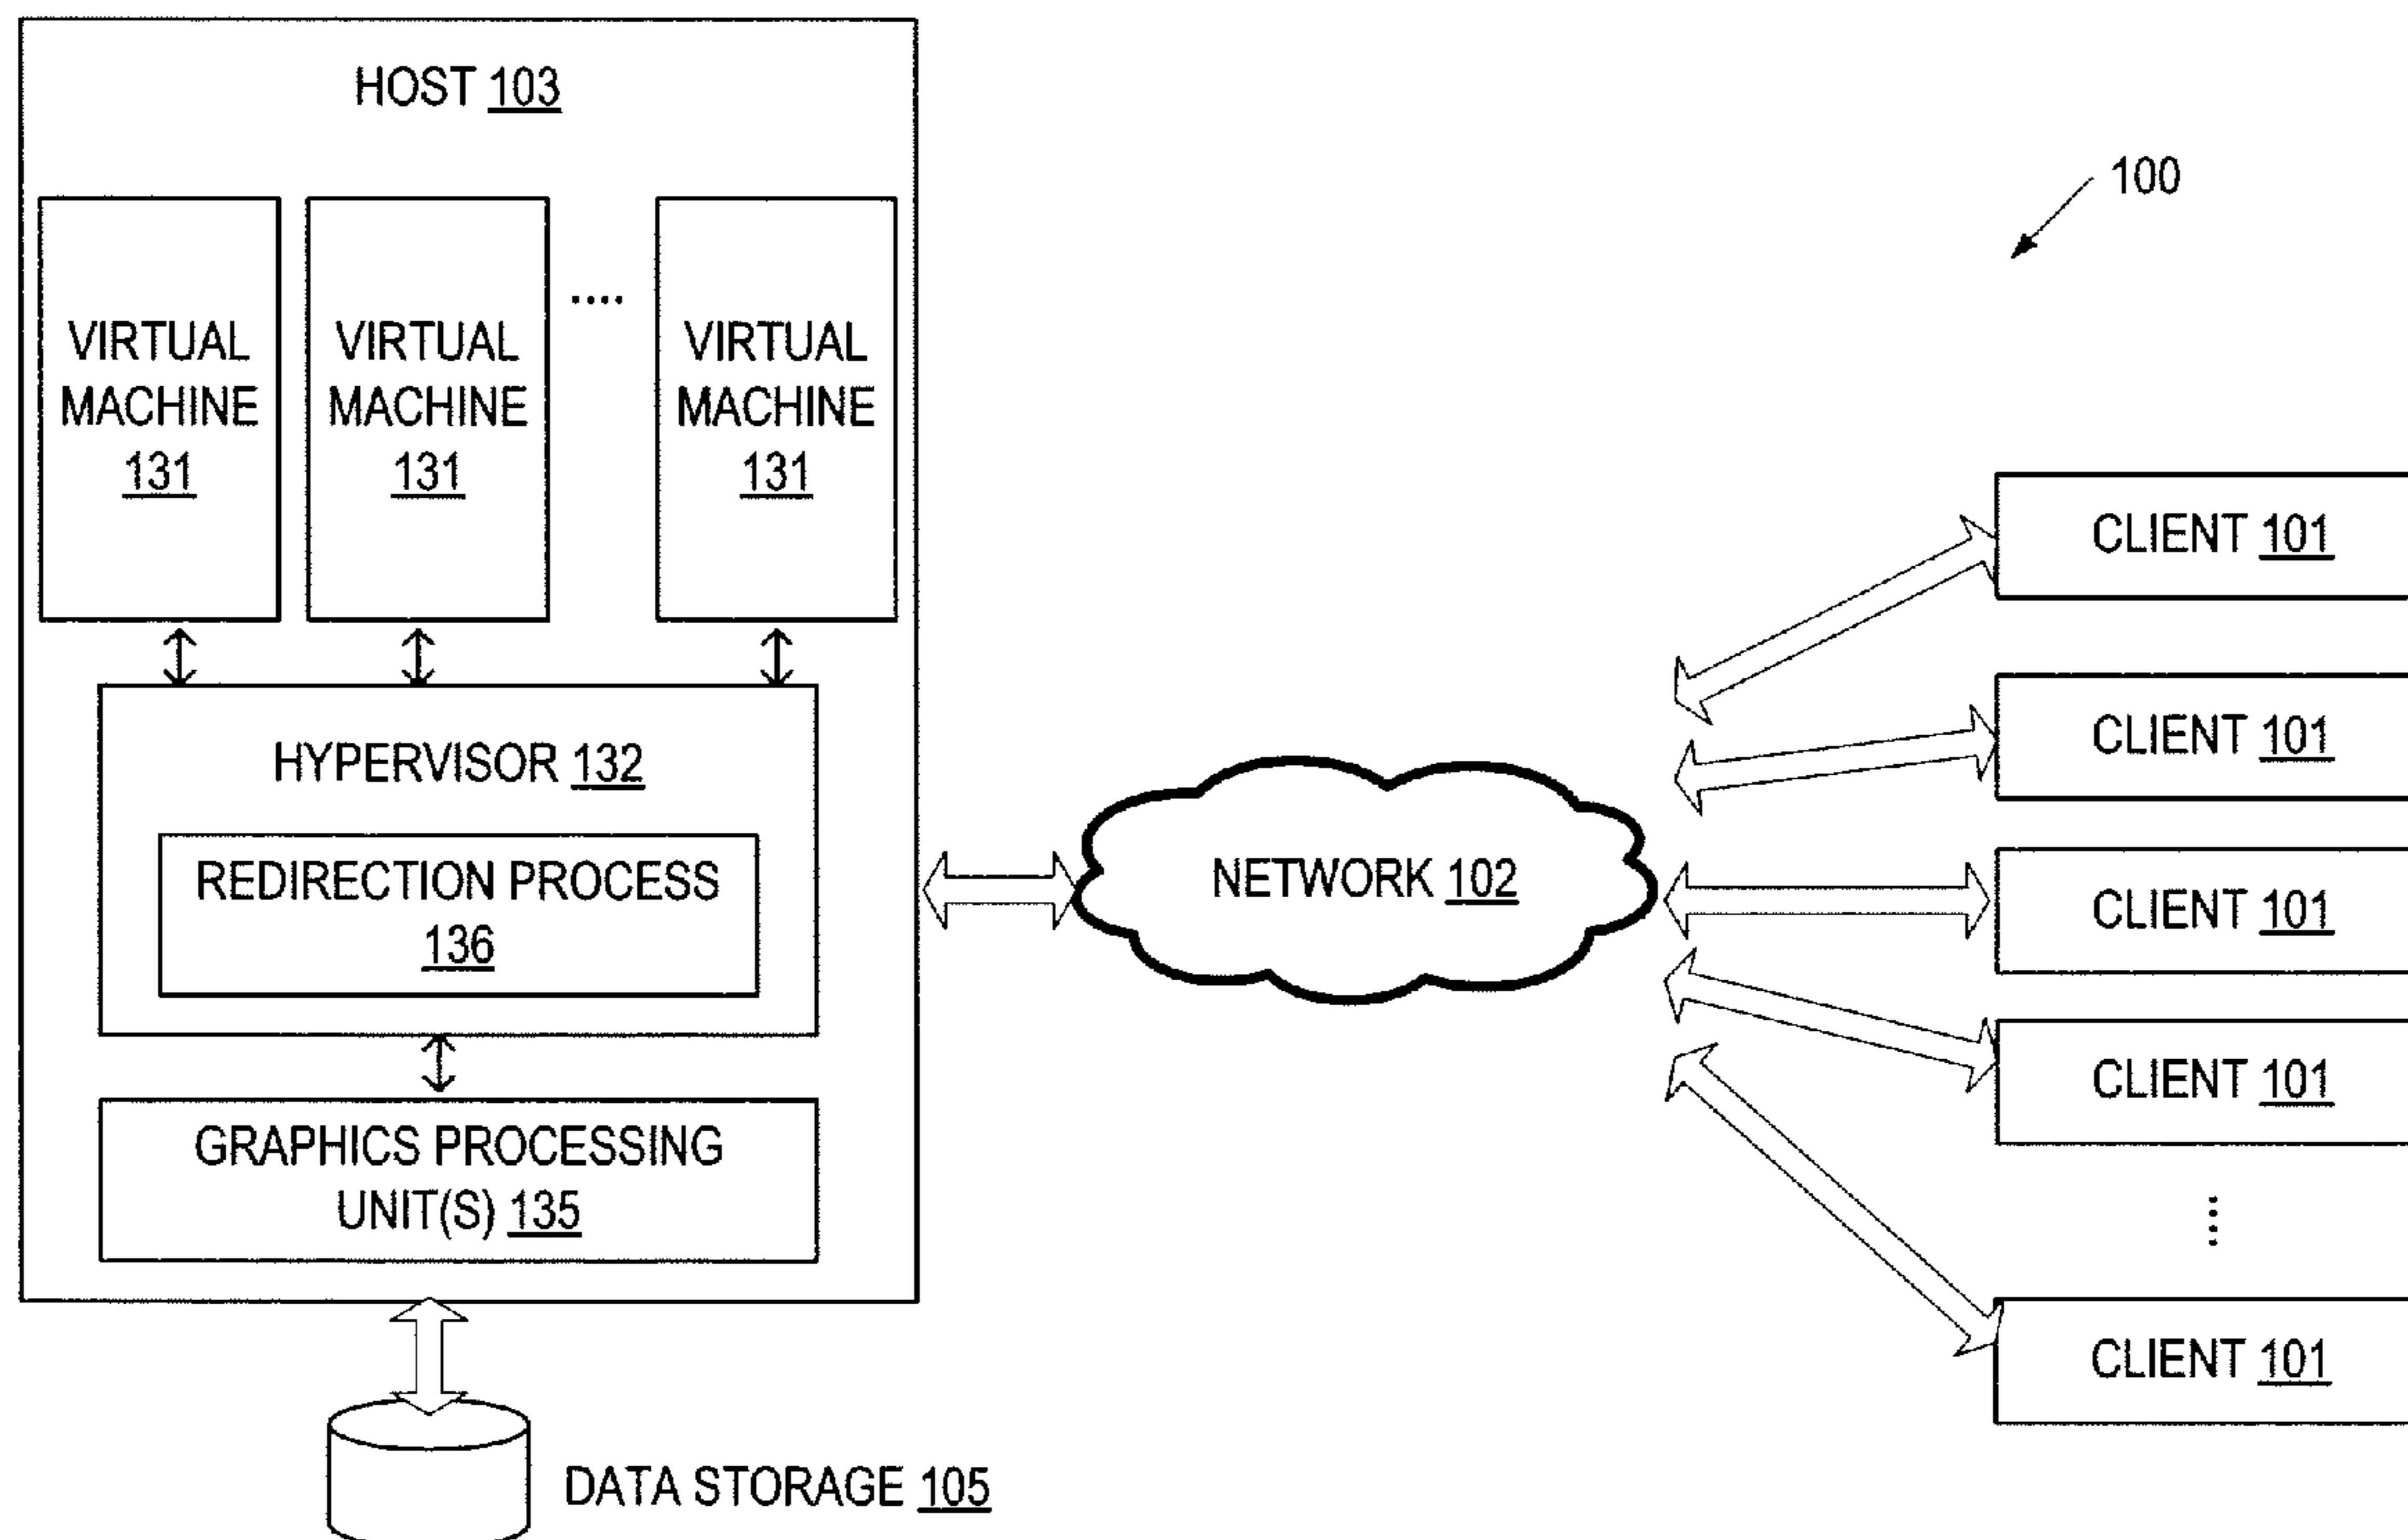 HOST 103
100
VIRTUAL
MACHINE
131
VIRTUAL
MACHINE
131
....
VIRTUAL
MACHINE
131
HYPERVISOR 132
REDIRECTION PROCESS
136
GRAPHICS PROCESSING
UNIT(S) 135
DATA STORAGE 105
NETWORK 102
CLIENT 101
CLIENT 101
CLIENT 101
CLIENT 101
....
CLIENT 101